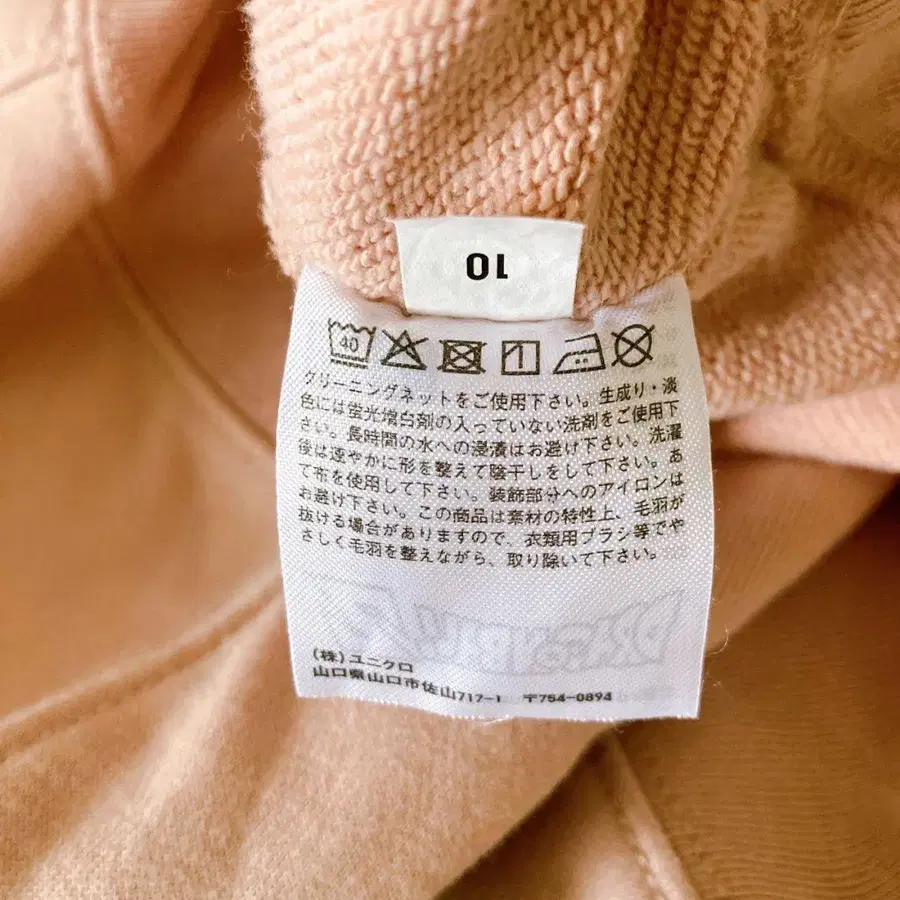 10
40
クリーニングネットをご使用下さい。生成り・淡
色には蛍光増白剤の入っていない洗剤をご使用下
さい。長時間の水への浸漬はお避け下さい。洗濯
後は速やかに形を整えて陰干しをして下さい。あ
て布を使用して下さい。装飾部分へのアイロンは
お避け下さい。この商品は素材の特性上、毛羽が
抜ける場合がありますので、衣類用ブラシ等でや
さしく毛羽を整えながら、取り除いて下さい。
(株)ユニクロ
山口県山口市佐山717-1 〒754-0894